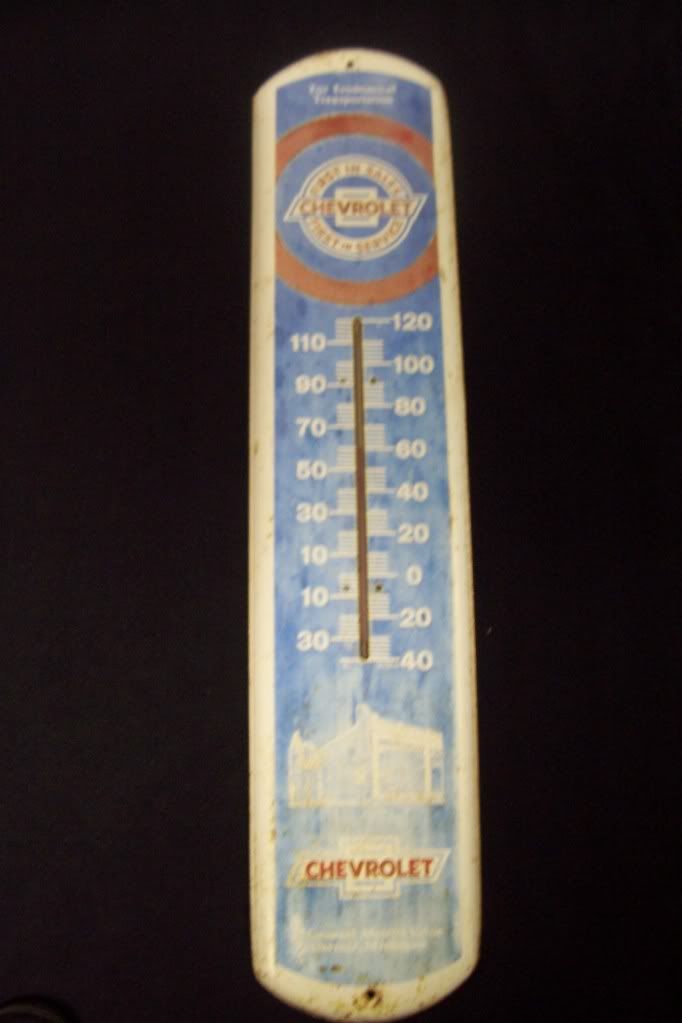 For Economical
Transportation
FIRST IN SALES
CHEVROLET
FIRST IN SERVICE
120
110
100
90
80
70
60
50
40
30
20
10
0
10
20
30
40
CHEVROLET